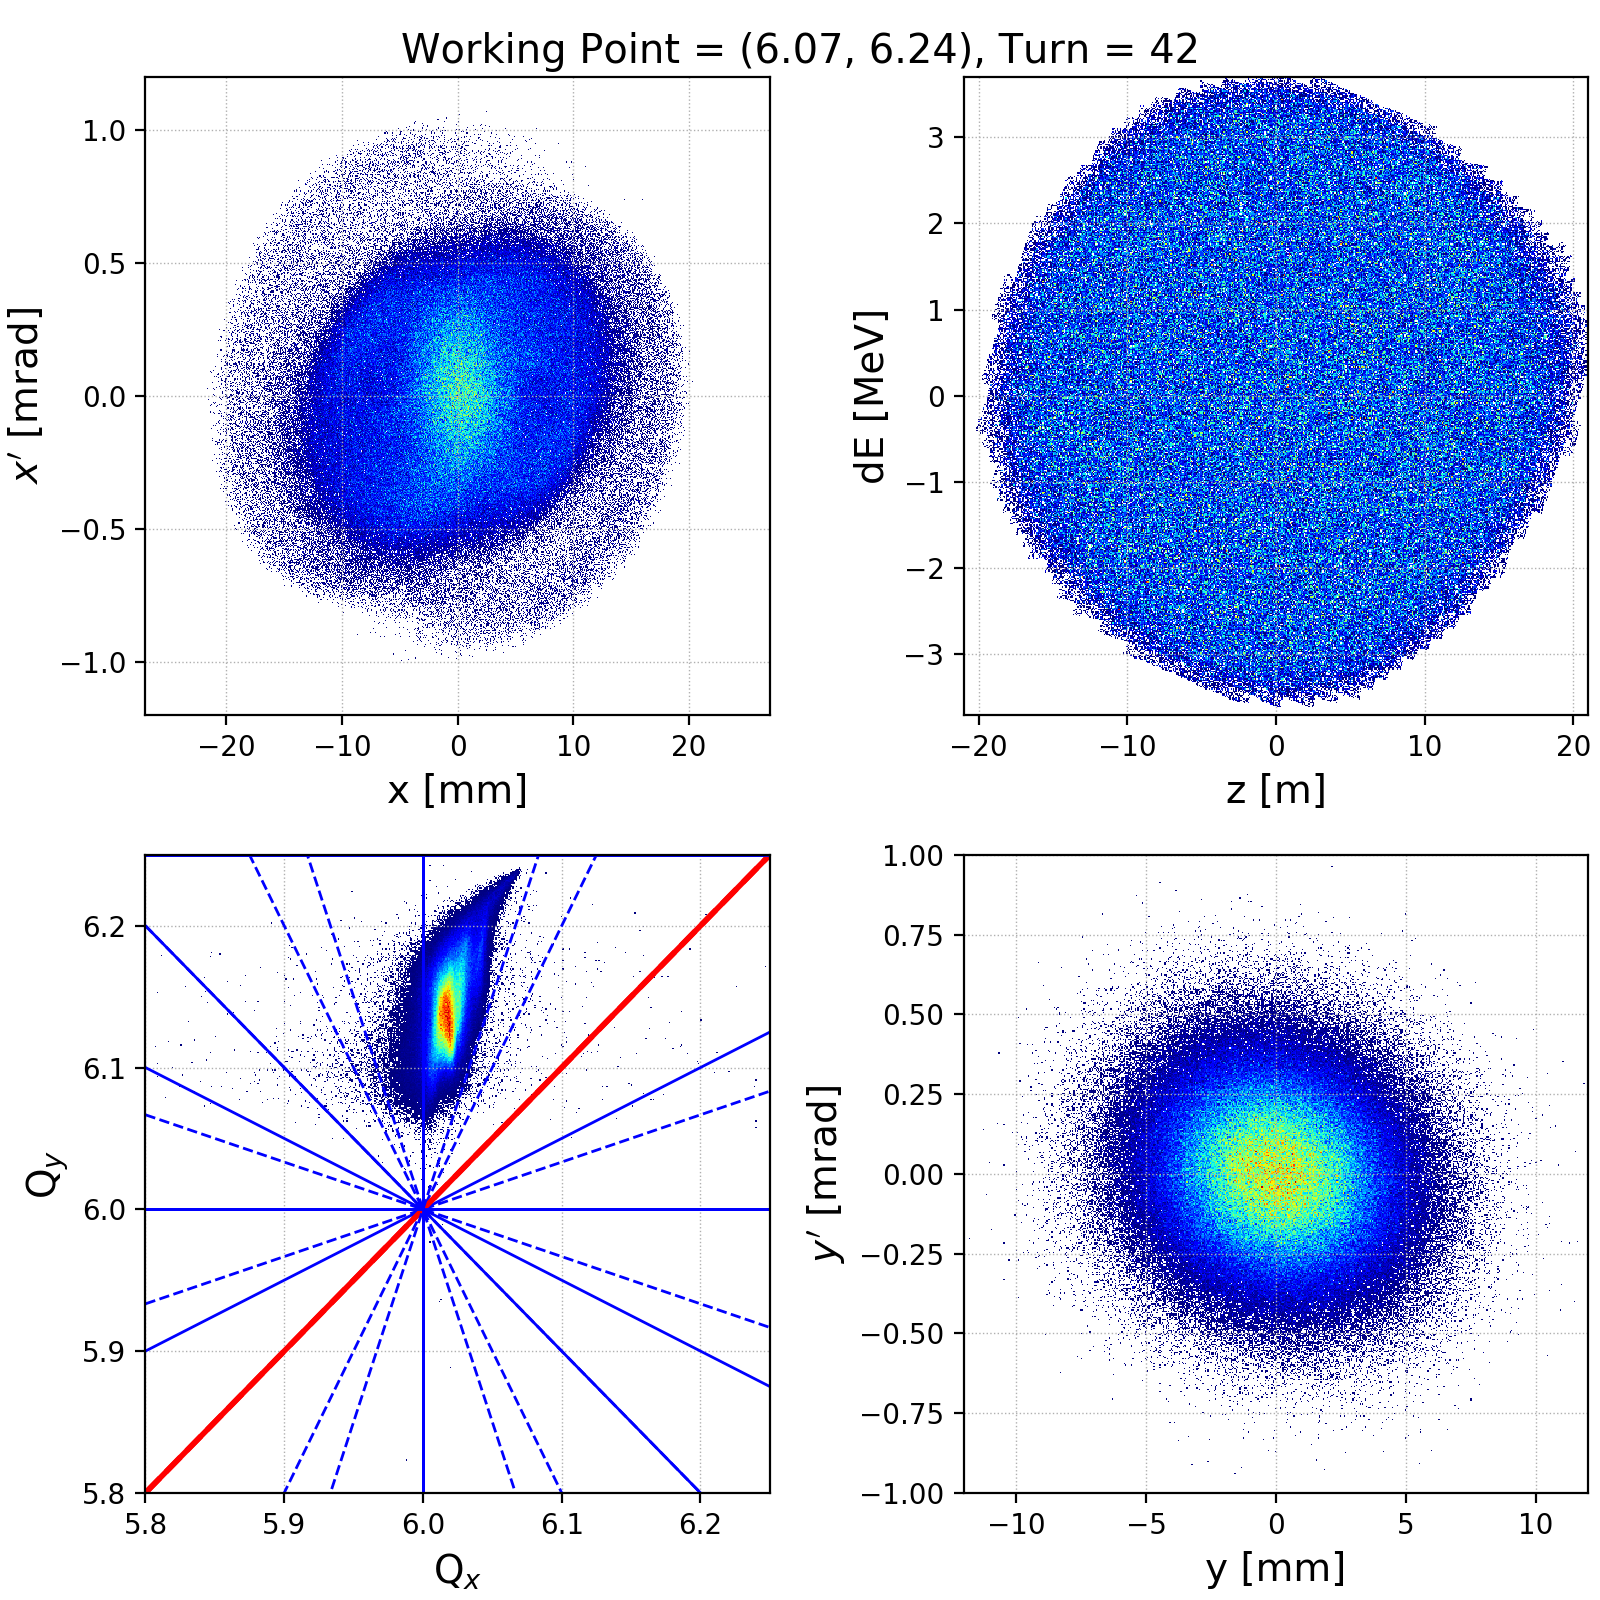 Working Point = (6.07, 6.24), Turn = 42
1.0
0.5
0.0
−0.5
−1.0
x′ [mrad]
−20 −10 0 10 20
x [mm]
3
2
1
0
−1
−2
−3
dE [MeV]
−20 −10 0 10 20
z [m]
6.2
6.1
6.0
5.9
5.8
Qy
5.8 5.9 6.0 6.1 6.2
Qx
1.00
0.75
0.50
0.25
0.00
−0.25
−0.50
−0.75
−1.00
y′ [mrad]
−10 −5 0 5 10
y [mm]